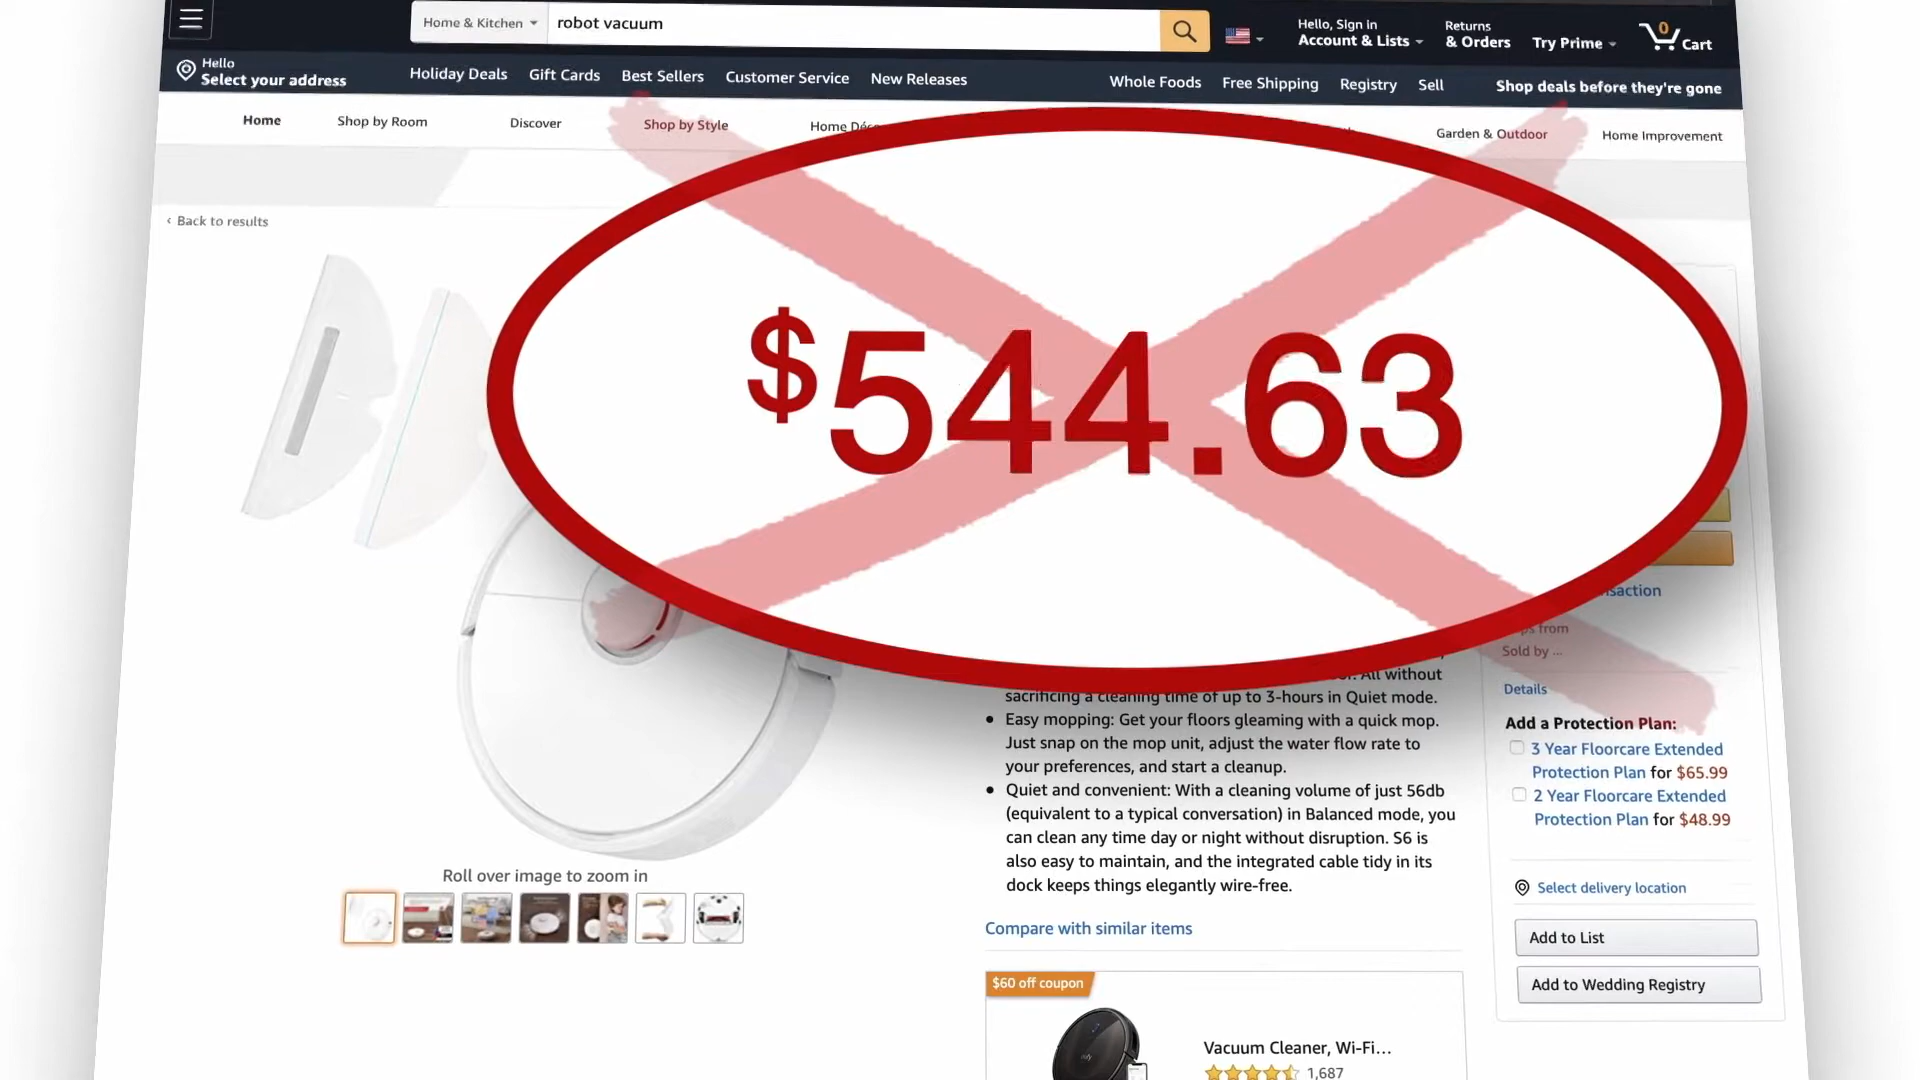 Home & Kitchen
robot vacuum
Hello, Sign in
Account & Lists
Returns
& Orders
Try Prime
0
Cart
Hello
Select your address
Holiday Deals
Gift Cards
Best Sellers
Customer Service
New Releases
Whole Foods
Free Shipping
Registry
Sell
Shop deals before they're gone
Home
Shop by Room
Discover
Shop by Style
Home
Garden & Outdoor
Home Improvement
‹ Back to results
$544.63
Sold by ...
Details
All without
sacrificing a cleaning time of up to 3-hours in Quiet mode.
• Easy mopping: Get your floors gleaming with a quick mop.
Just snap on the mop unit, adjust the water flow rate to
your preferences, and start a cleanup.
• Quiet and convenient: With a cleaning volume of just 56db
(equivalent to a typical conversation) in Balanced mode, you
can clean any time day or night without disruption. S6 is
also easy to maintain, and the integrated cable tidy in its
dock keeps things elegantly wire-free.
Add a Protection Plan:
3 Year Floorcare Extended
Protection Plan for $65.99
2 Year Floorcare Extended
Protection Plan for $48.99
Roll over image to zoom in
Select delivery location
Compare with similar items
Add to List
Add to Wedding Registry
$60 off coupon
Vacuum Cleaner, Wi-Fi...
1,687